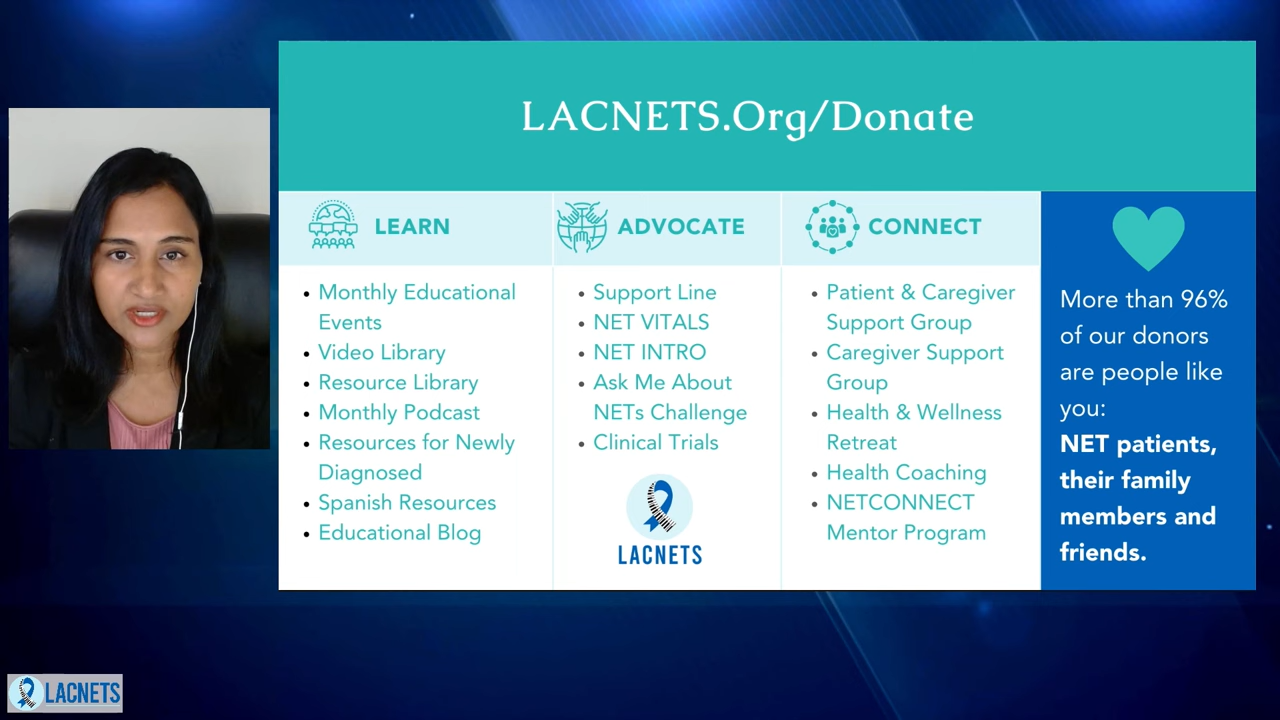 LACNETS.Org/Donate
LEARN
Monthly Educational
Events
Video Library
Resource Library
Monthly Podcast
Resources for Newly
Diagnosed
Spanish Resources
Educational Blog
ADVOCATE
Support Line
NET VITALS
NET INTRO
Ask Me About
NETs Challenge
Clinical Trials
LACNETS
CONNECT
Patient & Caregiver
Support Group
Caregiver Support
Group
Health & Wellness
Retreat
Health Coaching
NETCONNECT
Mentor Program
More than 96%
of our donors
are people like
you:
NET patients,
their family
members and
friends.
LACNETS